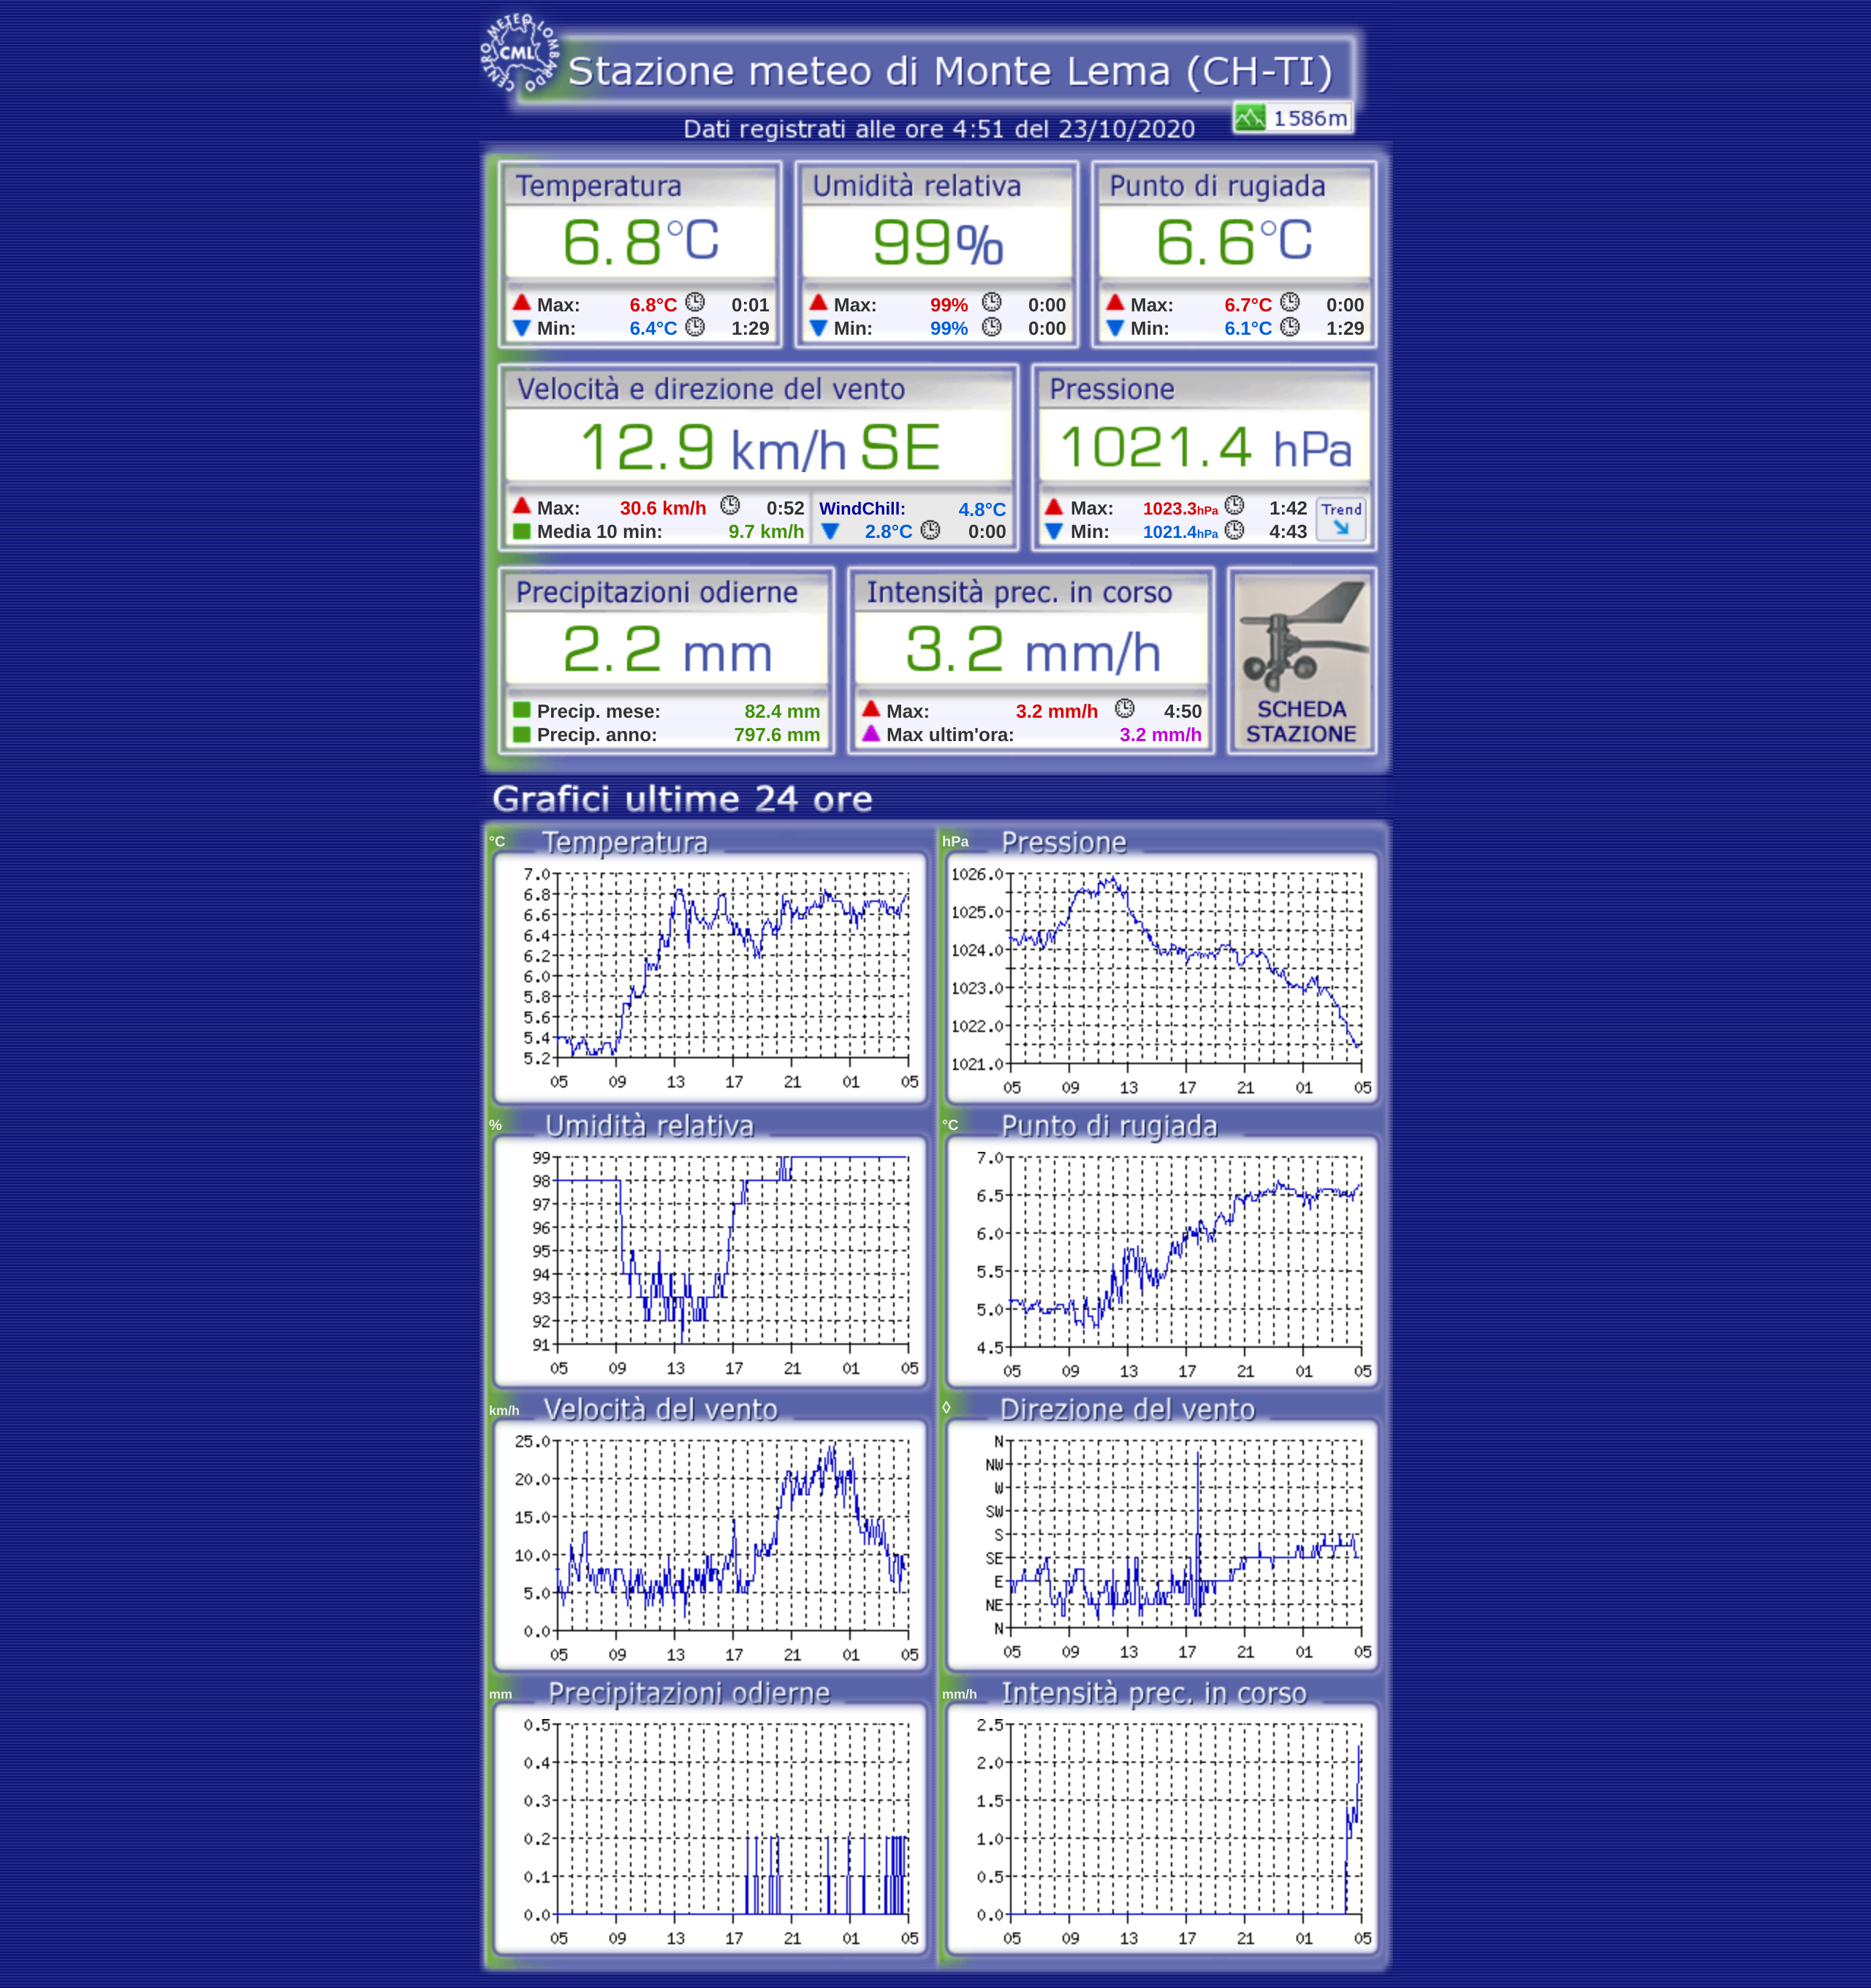 CENTRO METEO LOMBARDO
CML
Stazione meteo di Monte Lema (CH-TI)
1586m
Dati registrati alle ore 4:51 del 23/10/2020
Temperatura
6.8°C
Max: 6.8°C 0:01
Min: 6.4°C 1:29
Umidità relativa
99%
Max: 99% 0:00
Min: 99% 0:00
Punto di rugiada
6.6°C
Max: 6.7°C 0:00
Min: 6.1°C 1:29
Velocità e direzione del vento
12.9 km/h SE
Max: 30.6 km/h 0:52
Media 10 min: 9.7 km/h
WindChill: 4.8°C
2.8°C 0:00
Pressione
1021.4 hPa
Max: 1023.3hPa 1:42
Min: 1021.4hPa 4:43
Trend
Precipitazioni odierne
2.2 mm
Precip. mese: 82.4 mm
Precip. anno: 797.6 mm
Intensità prec. in corso
3.2 mm/h
Max: 3.2 mm/h 4:50
Max ultim'ora: 3.2 mm/h
SCHEDA
STAZIONE
Grafici ultime 24 ore
°C Temperatura
7.0
6.8
6.6
6.4
6.2
6.0
5.8
5.6
5.4
5.2
05 09 13 17 21 01 05
hPa Pressione
1026.0
1025.0
1024.0
1023.0
1022.0
1021.0
05 09 13 17 21 01 05
% Umidità relativa
99
98
97
96
95
94
93
92
91
05 09 13 17 21 01 05
°C Punto di rugiada
7.0
6.5
6.0
5.5
5.0
4.5
05 09 13 17 21 01 05
km/h Velocità del vento
25.0
20.0
15.0
10.0
5.0
0.0
05 09 13 17 21 01 05
◊ Direzione del vento
N
NW
W
SW
S
SE
E
NE
N
05 09 13 17 21 01 05
mm Precipitazioni odierne
0.5
0.4
0.3
0.2
0.1
0.0
05 09 13 17 21 01 05
mm/h Intensità prec. in corso
2.5
2.0
1.5
1.0
0.5
0.0
05 09 13 17 21 01 05